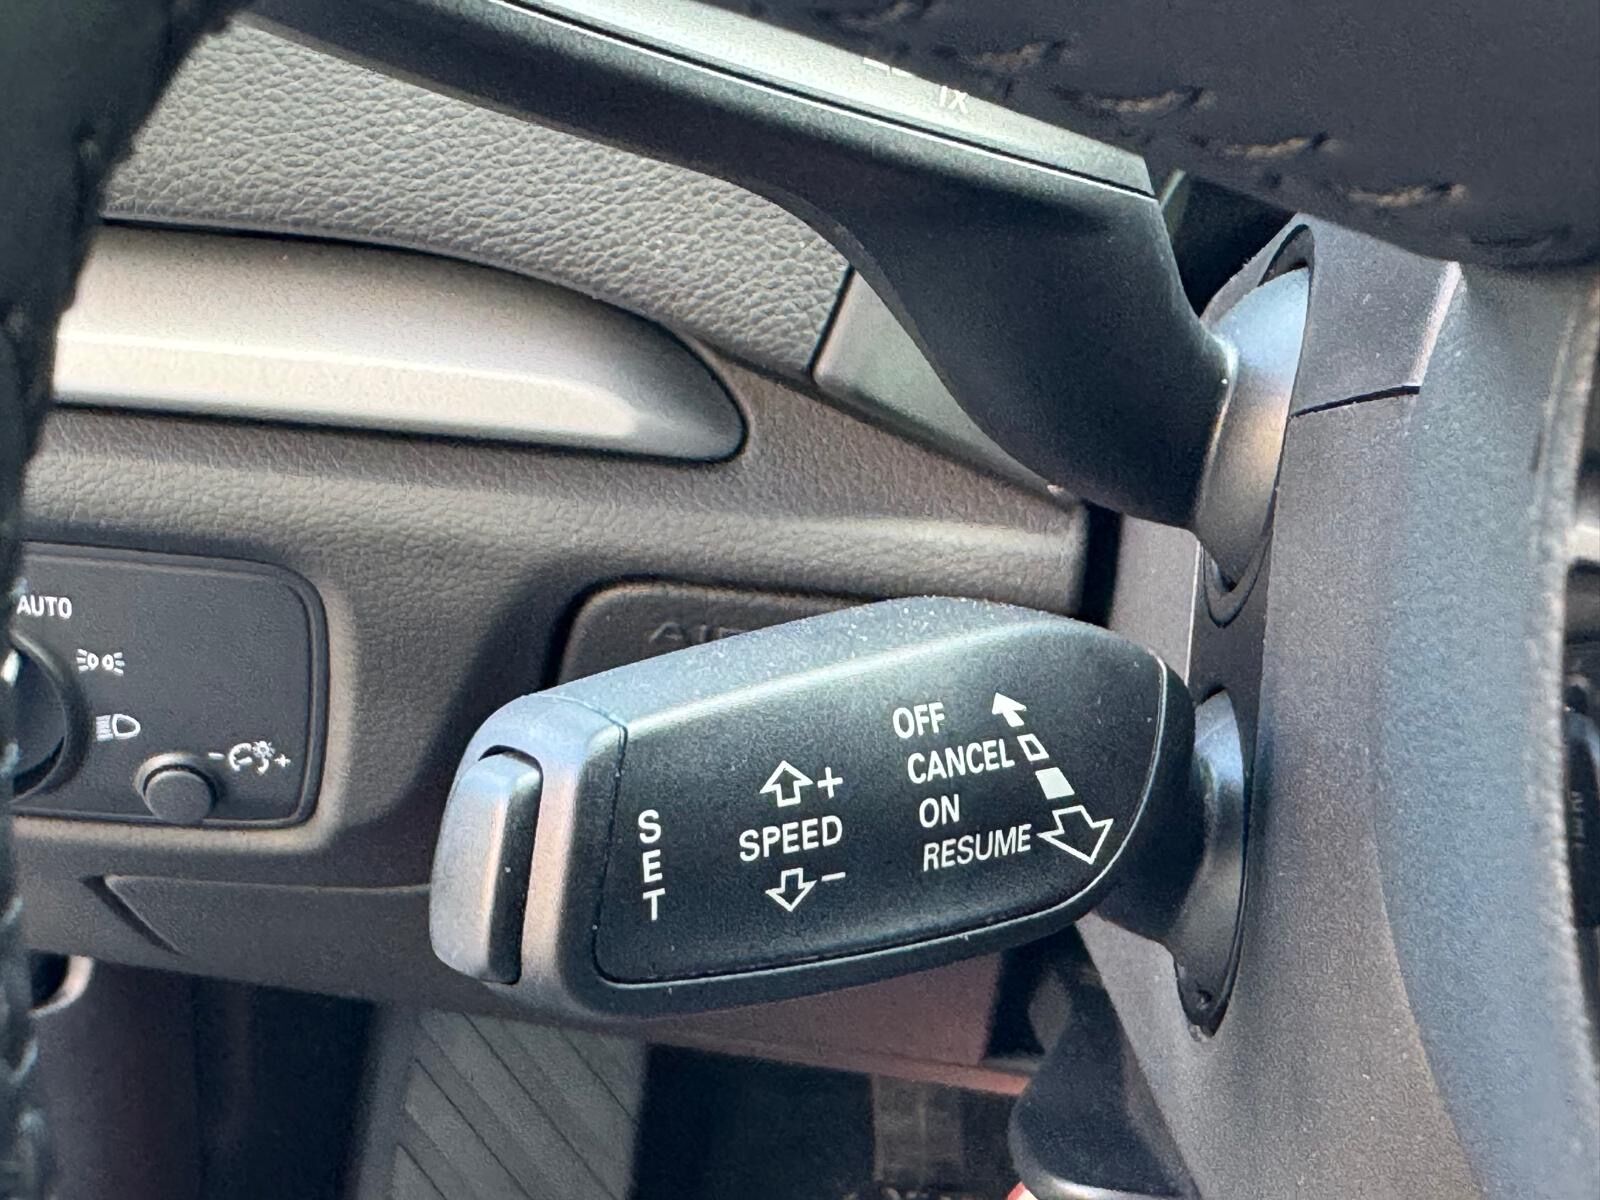 AUTO
- +
OFF
CANCEL
ON
RESUME
+
SPEED
-
SET